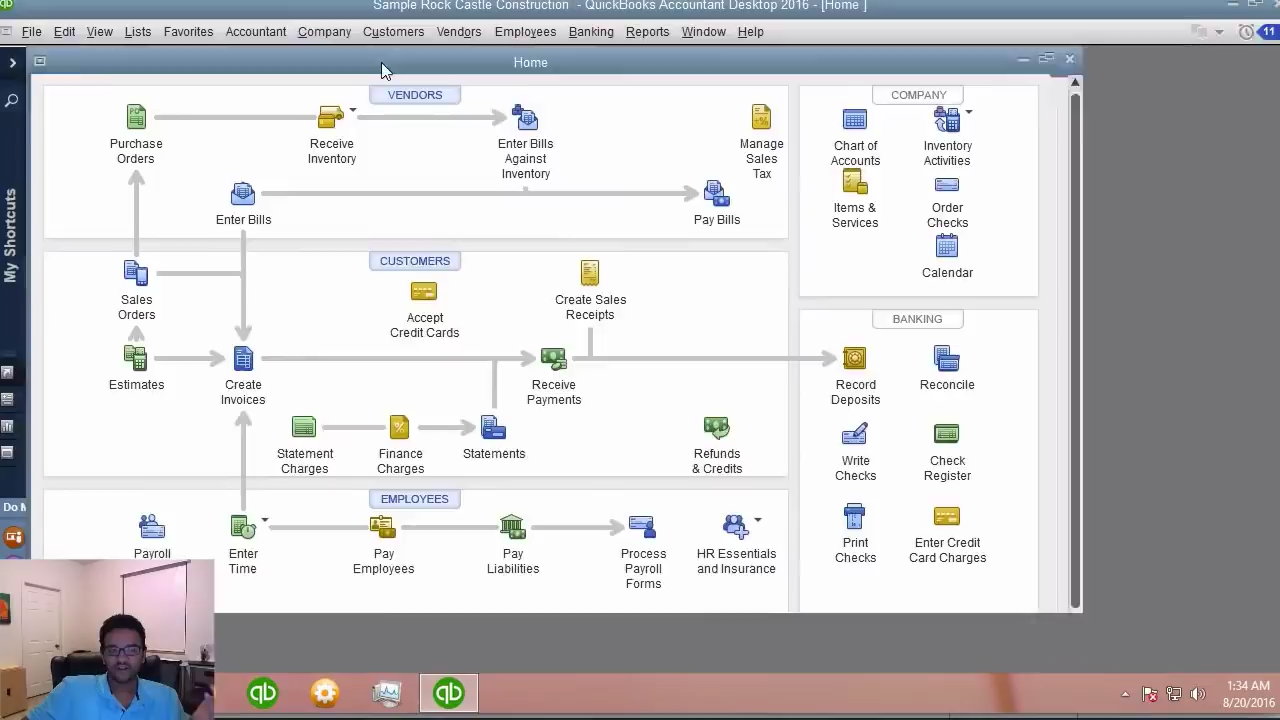 Sample Rock Castle Construction - QuickBooks Accountant Desktop 2016 - [Home ]
File Edit View Lists Favorites Accountant Company Customers Vendors Employees Banking Reports Window Help
11
Home
My Shortcuts
Do M
VENDORS
Purchase
Orders
Receive
Inventory
Enter Bills
Against
Inventory
Manage
Sales
Tax
Enter Bills
Pay Bills
CUSTOMERS
Sales
Orders
Accept
Credit Cards
Create Sales
Receipts
Estimates
Create
Invoices
Receive
Payments
Statement
Charges
Finance
Charges
Statements
Refunds
& Credits
EMPLOYEES
Payroll
Enter
Time
Pay
Employees
Pay
Liabilities
Process
Payroll
Forms
HR Essentials
and Insurance
COMPANY
Chart of
Accounts
Inventory
Activities
Items &
Services
Order
Checks
Calendar
BANKING
Record
Deposits
Reconcile
Write
Checks
Check
Register
Print
Checks
Enter Credit
Card Charges
qb
qb
1:34 AM
8/20/2016